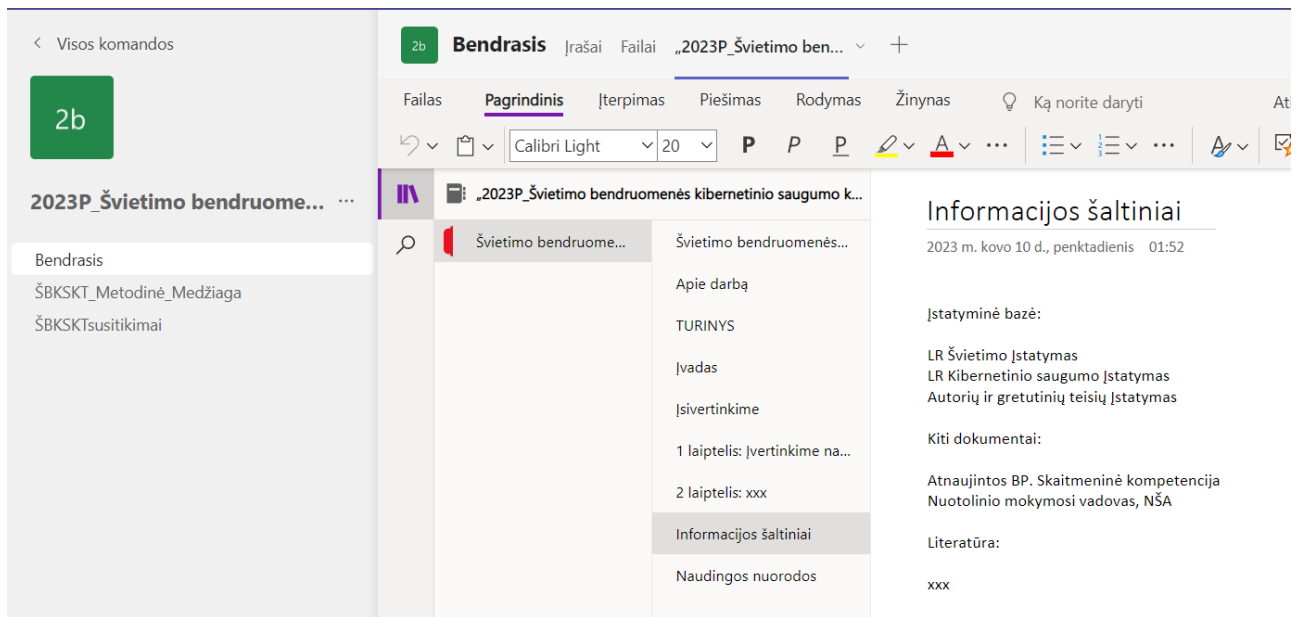 Visos komandos
2b
2023P_Švietimo bendruome... ...
Bendrasis
ŠBKSKT_Metodinė_Medžiaga
ŠBKSKTsusitikimai
2b Bendrasis Įrašai Failai „2023P_Švietimo ben...
Failas Pagrindinis Įterpimas Piešimas Rodymas Žinynas Ką norite daryti
Calibri Light 20 P P P A ... ...
„2023P_Švietimo bendruomenės kibernetinio saugumo k...
Švietimo bendruome...
Švietimo bendruomenės...
Apie darbą
TURINYS
Įvadas
Įsivertinkime
1 laiptelis: Įvertinkime na...
2 laiptelis: xxx
Informacijos šaltiniai
Naudingos nuorodos
Informacijos šaltiniai
2023 m. kovo 10 d., penktadienis 01:52
Įstatyminė bazė:
LR Švietimo Įstatymas
LR Kibernetinio saugumo Įstatymas
Autorių ir gretutinių teisių Įstatymas
Kiti dokumentai:
Atnaujintos BP. Skaitmeninė kompetencija
Nuotolinio mokymosi vadovas, NŠA
Literatūra:
xxx